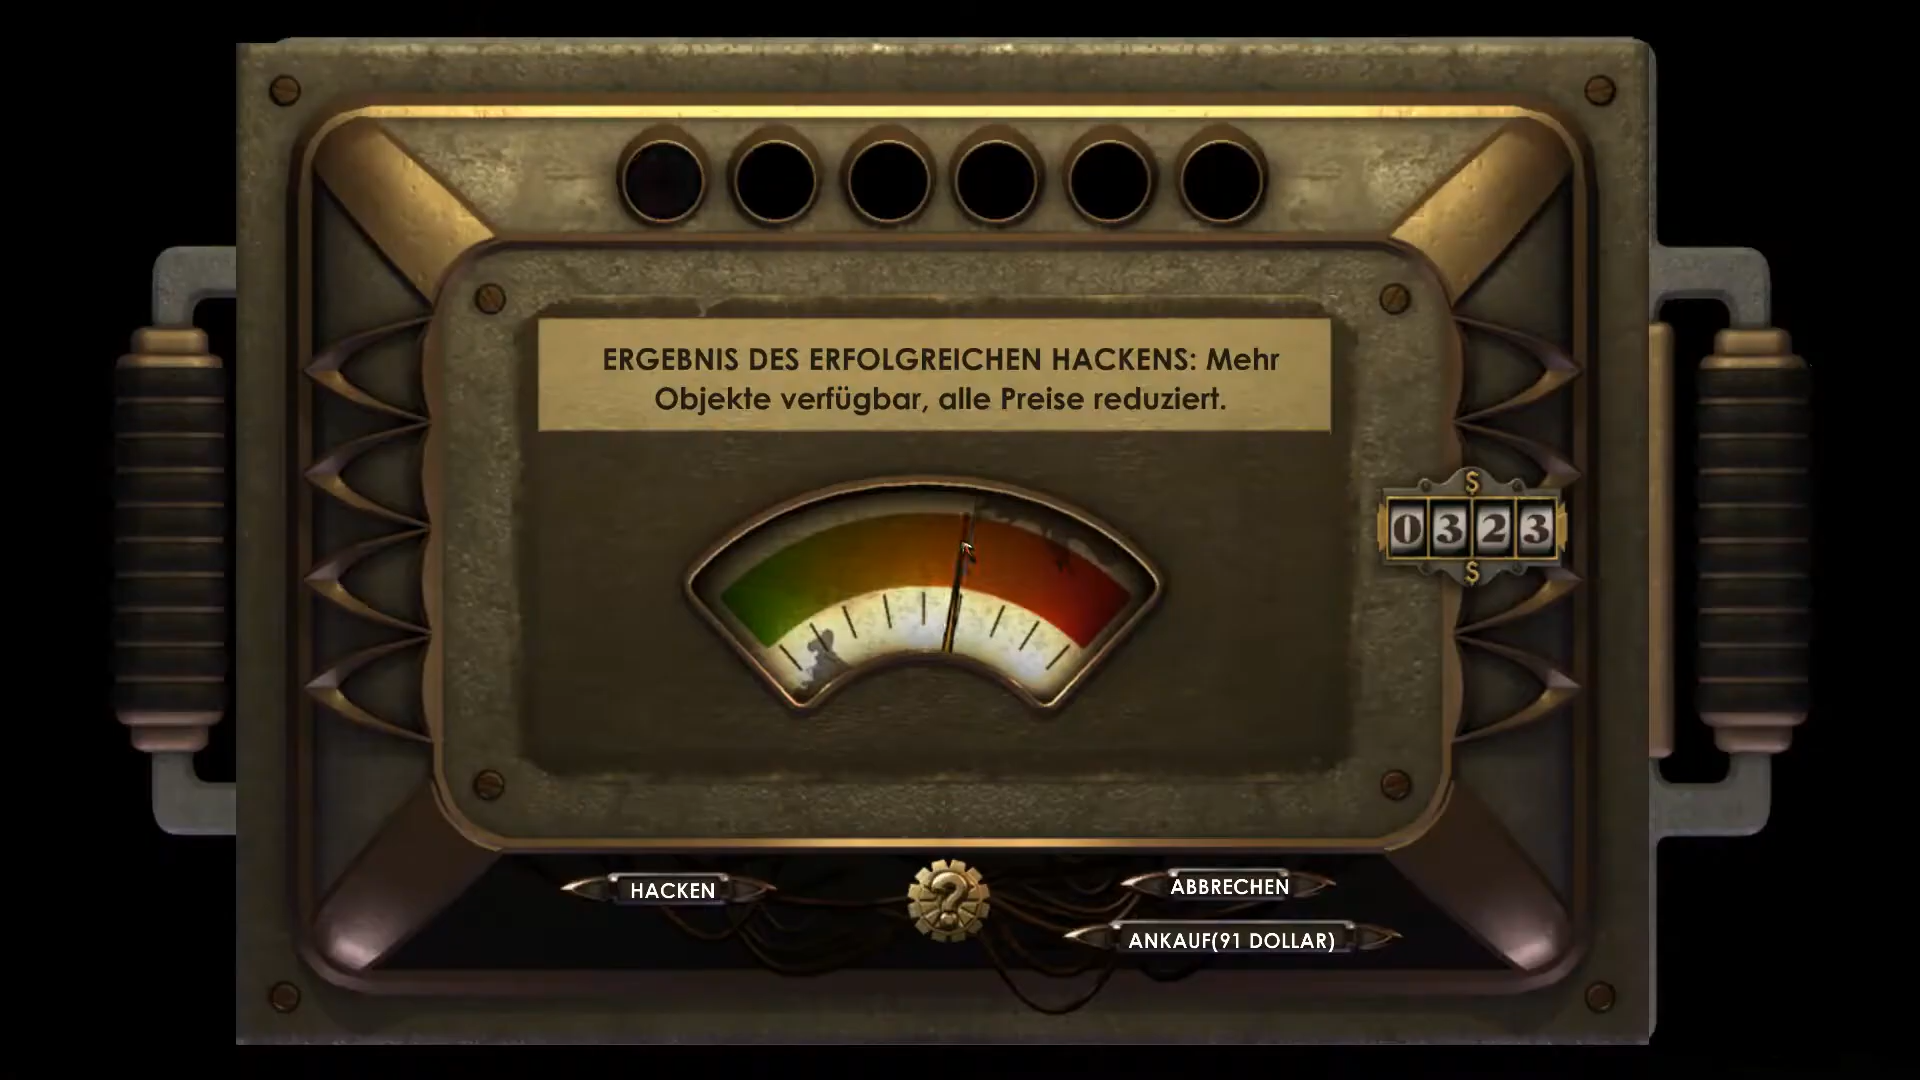 ERGEBNIS DES ERFOLGREICHEN HACKENS: Mehr
Objekte verfügbar, alle Preise reduziert.
$
0323
$
HACKEN
?
ABBRECHEN
ANKAUF(91 DOLLAR)